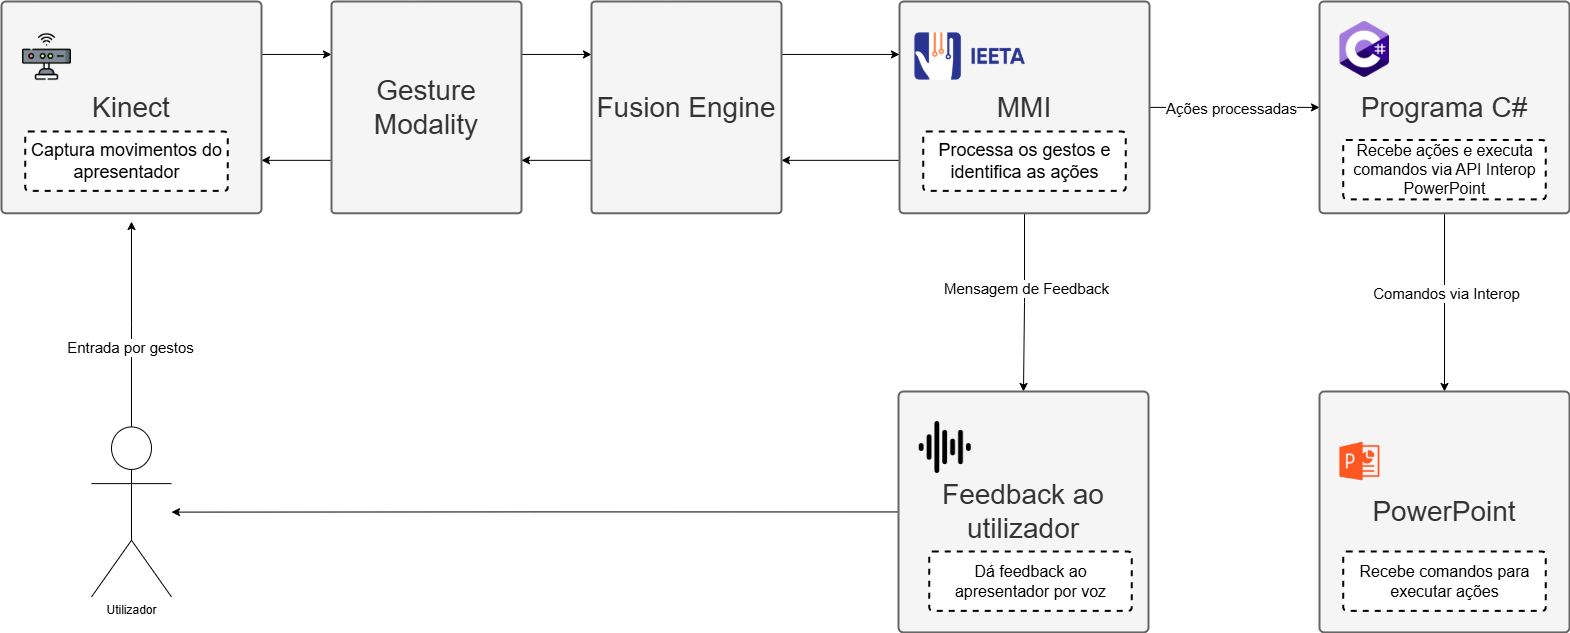 Kinect
Captura movimentos do
apresentador
Gesture
Modality
Fusion Engine
IEETA
MMI
Processa os gestos e
identifica as ações
Ações processadas
C#
Programa C#
Recebe ações e executa
comandos via API Interop
PowerPoint
Mensagem de Feedback
Comandos via Interop
Entrada por gestos
Utilizador
Feedback ao
utilizador
Dá feedback ao
apresentador por voz
P
PowerPoint
Recebe comandos para
executar ações